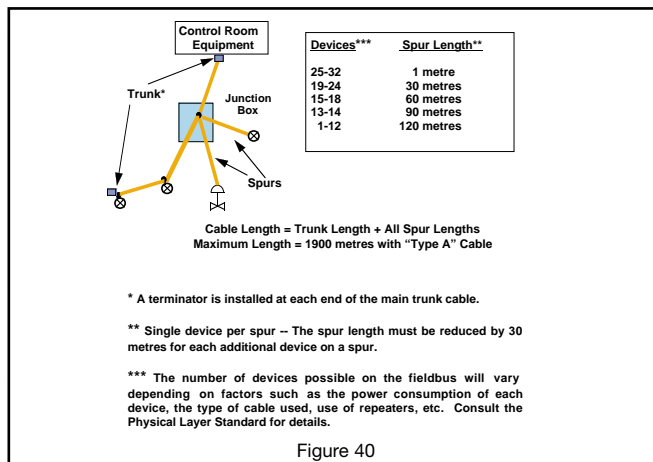 Control Room
Equipment
Trunk*
Junction
Box
Spurs
Devices*** Spur Length**
25-32 1 metre
19-24 30 metres
15-18 60 metres
13-14 90 metres
1-12 120 metres
Cable Length = Trunk Length + All Spur Lengths
Maximum Length = 1900 metres with “Type A” Cable
* A terminator is installed at each end of the main trunk cable.
** Single device per spur -- The spur length must be reduced by 30
metres for each additional device on a spur.
*** The number of devices possible on the fieldbus will vary
depending on factors such as the power consumption of each
device, the type of cable used, use of repeaters, etc. Consult the
Physical Layer Standard for details.
Figure 40